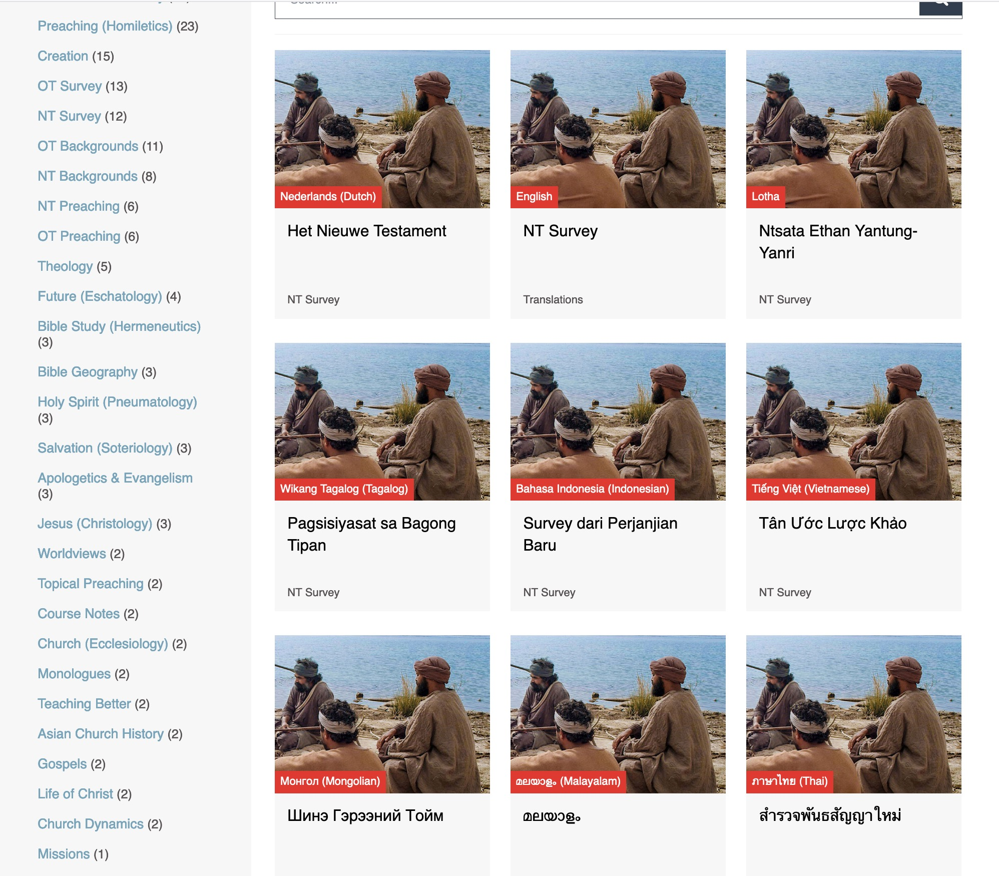 Preaching (Homiletics) (23)
Creation (15)
OT Survey (13)
NT Survey (12)
OT Backgrounds (11)
NT Backgrounds (8)
NT Preaching (6)
OT Preaching (6)
Theology (5)
Future (Eschatology) (4)
Bible Study (Hermeneutics)
(3)
Bible Geography (3)
Holy Spirit (Pneumatology)
(3)
Salvation (Soteriology) (3)
Apologetics & Evangelism
(3)
Jesus (Christology) (3)
Worldviews (2)
Topical Preaching (2)
Course Notes (2)
Church (Ecclesiology) (2)
Monologues (2)
Teaching Better (2)
Asian Church History (2)
Gospels (2)
Life of Christ (2)
Church Dynamics (2)
Missions (1)
Nederlands (Dutch)
Het Nieuwe Testament
NT Survey
English
NT Survey
Translations
Lotha
Ntsata Ethan Yantung-
Yanri
NT Survey
Wikang Tagalog (Tagalog)
Pagsisiyasat sa Bagong
Tipan
NT Survey
Bahasa Indonesia (Indonesian)
Survey dari Perjanjian
Baru
NT Survey
Tiếng Việt (Vietnamese)
Tân Ước Lược Khảo
NT Survey
Монгол (Mongolian)
Шинэ Гэрээний Тойм
മലയാളം (Malayalam)
മലയാളം
ภาษาไทย (Thai)
สำรวจพันธสัญญาใหม่